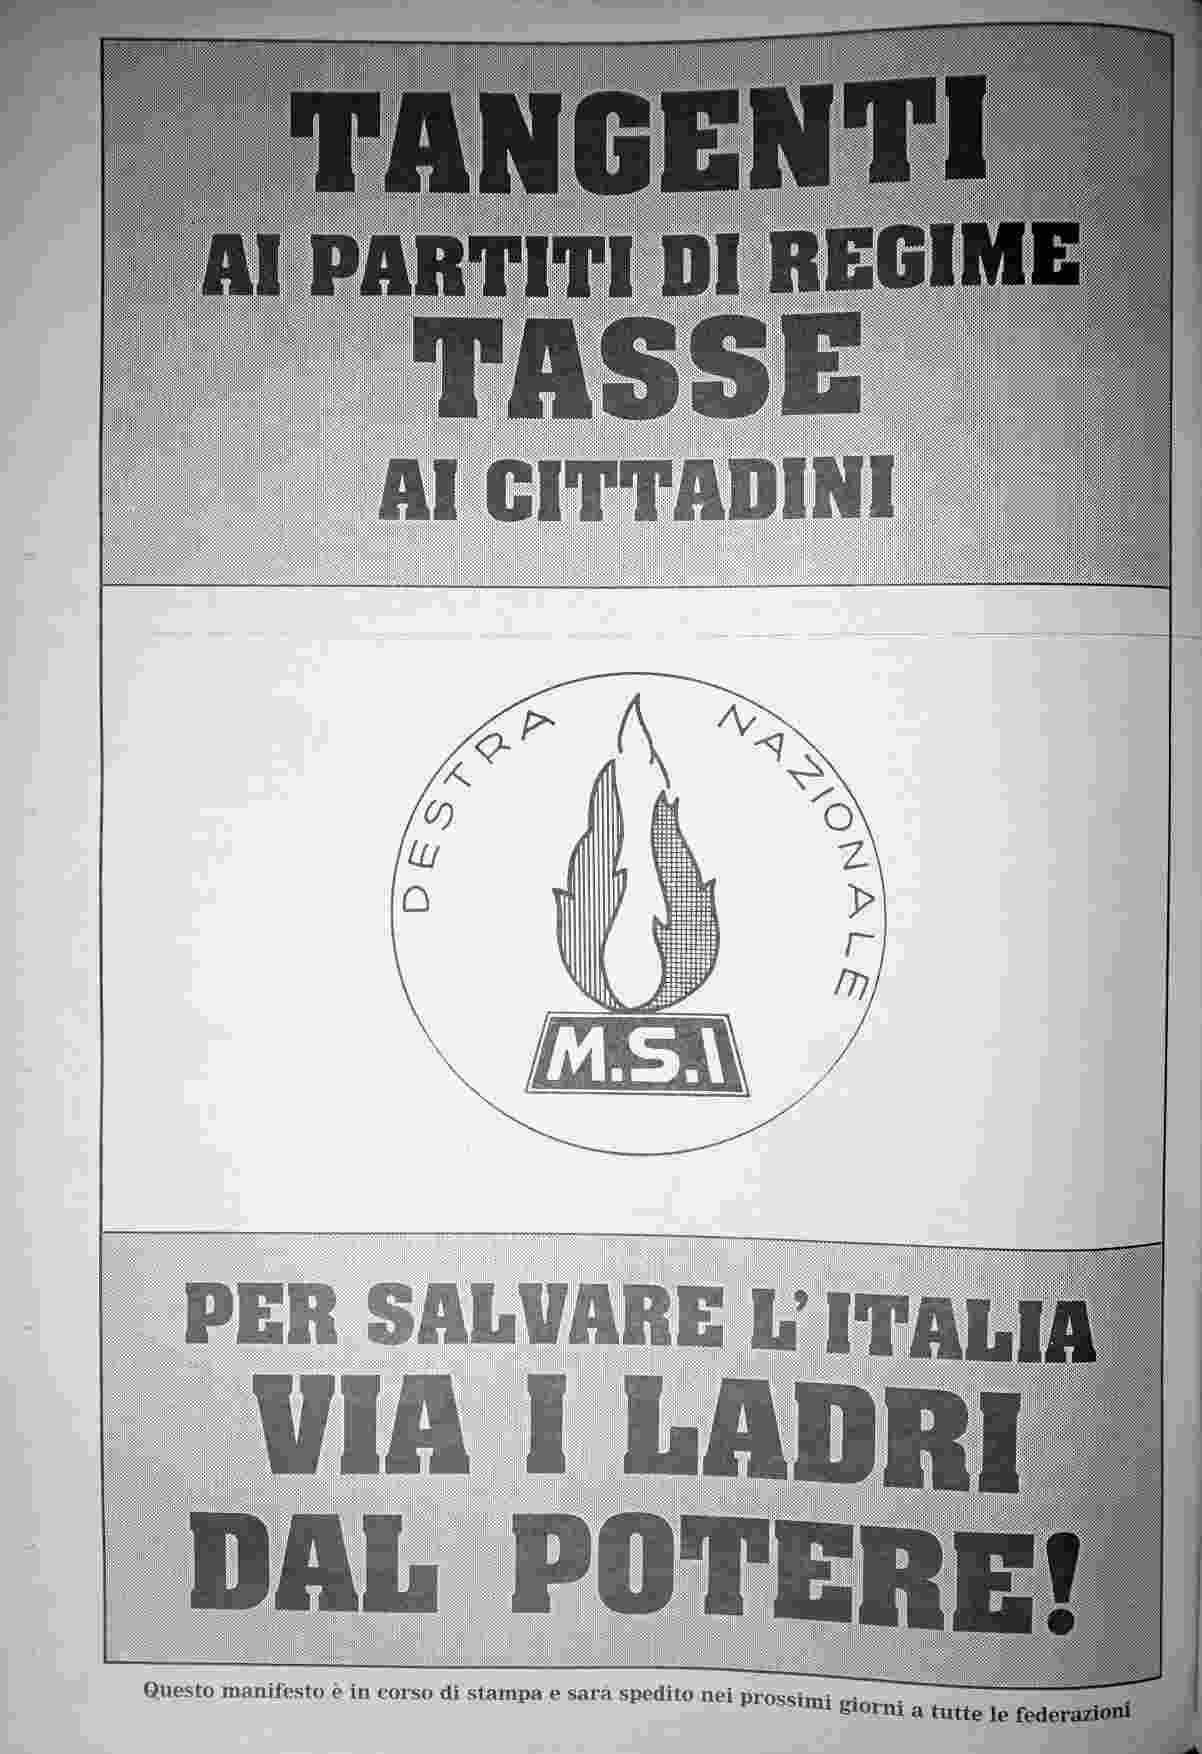 TANGENTI
AI PARTITI DI REGIME
TASSE
AI CITTADINI
DESTRA NAZIONALE
M.S.I
PER SALVARE L'ITALIA
VIA I LADRI
DAL POTERE!
Questo manifesto è in corso di stampa e sarà spedito nei prossimi giorni a tutte le federazioni